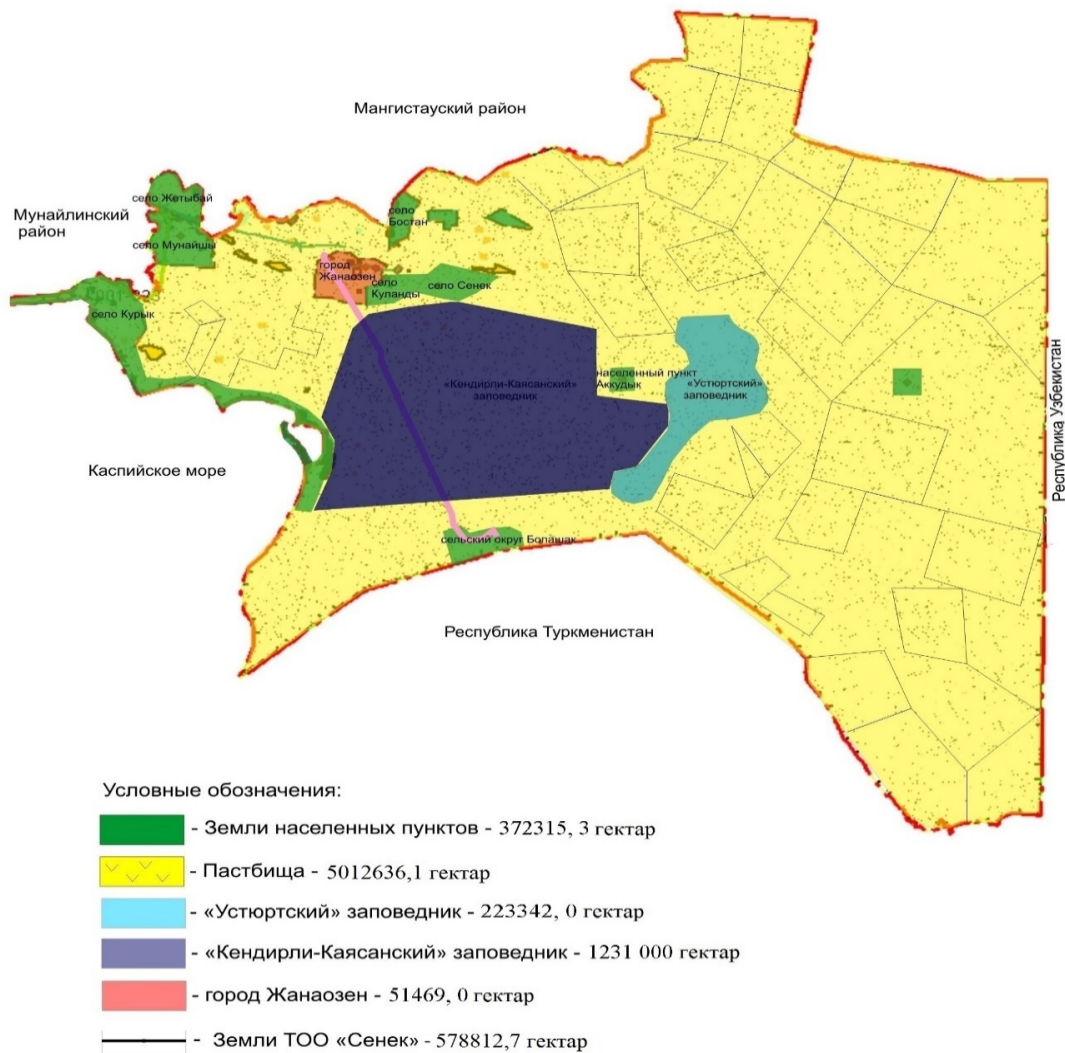 Мангистауский район
село Жетыбай
Мунайлинский
район
село
Бостан
село Мунайшы
город
Жанаозен
село
Куланды
село Сенек
село Курык
населенный пункт
Аккудык
«Кендирли-Каясанский»
заповедник
«Устюртский»
заповедник
Республика Узбекистан
Каспийское море
сельский округ Болашак
Республика Туркменистан
Условные обозначения:
- Земли населенных пунктов - 372315, 3 гектар
- Пастбища - 5012636,1 гектар
- «Устюртский» заповедник - 223342, 0 гектар
- «Кендирли-Каясанский» заповедник - 1231 000 гектар
- город Жанаозен - 51469, 0 гектар
- Земли ТОО «Сенек» - 578812,7 гектар